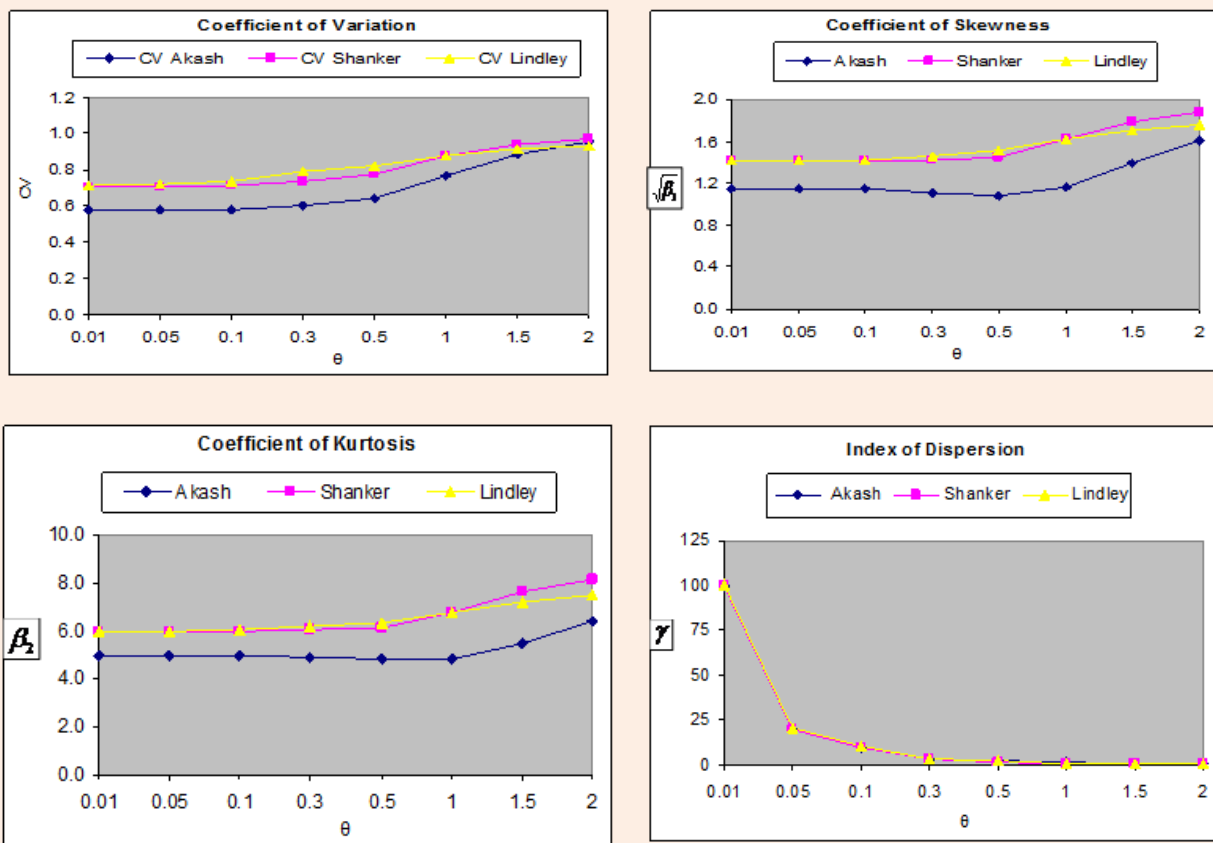 Coefficient of Variation
CV Akash CV Shanker CV Lindley
1.2
1.0
0.8
0.6
0.4
0.2
0.0
CV
0.01 0.05 0.1 0.3 0.5 1 1.5 2
θ
Coefficient of Skewness
Akash Shanker Lindley
2.0
1.6
1.2
0.8
0.4
0.0
√β₁
0.01 0.05 0.1 0.3 0.5 1 1.5 2
θ
Coefficient of Kurtosis
Akash Shanker Lindley
10.0
8.0
6.0
4.0
2.0
0.0
β₂
0.01 0.05 0.1 0.3 0.5 1 1.5 2
θ
Index of Dispersion
Akash Shanker Lindley
125
100
75
50
25
0
γ
0.01 0.05 0.1 0.3 0.5 1 1.5 2
θ